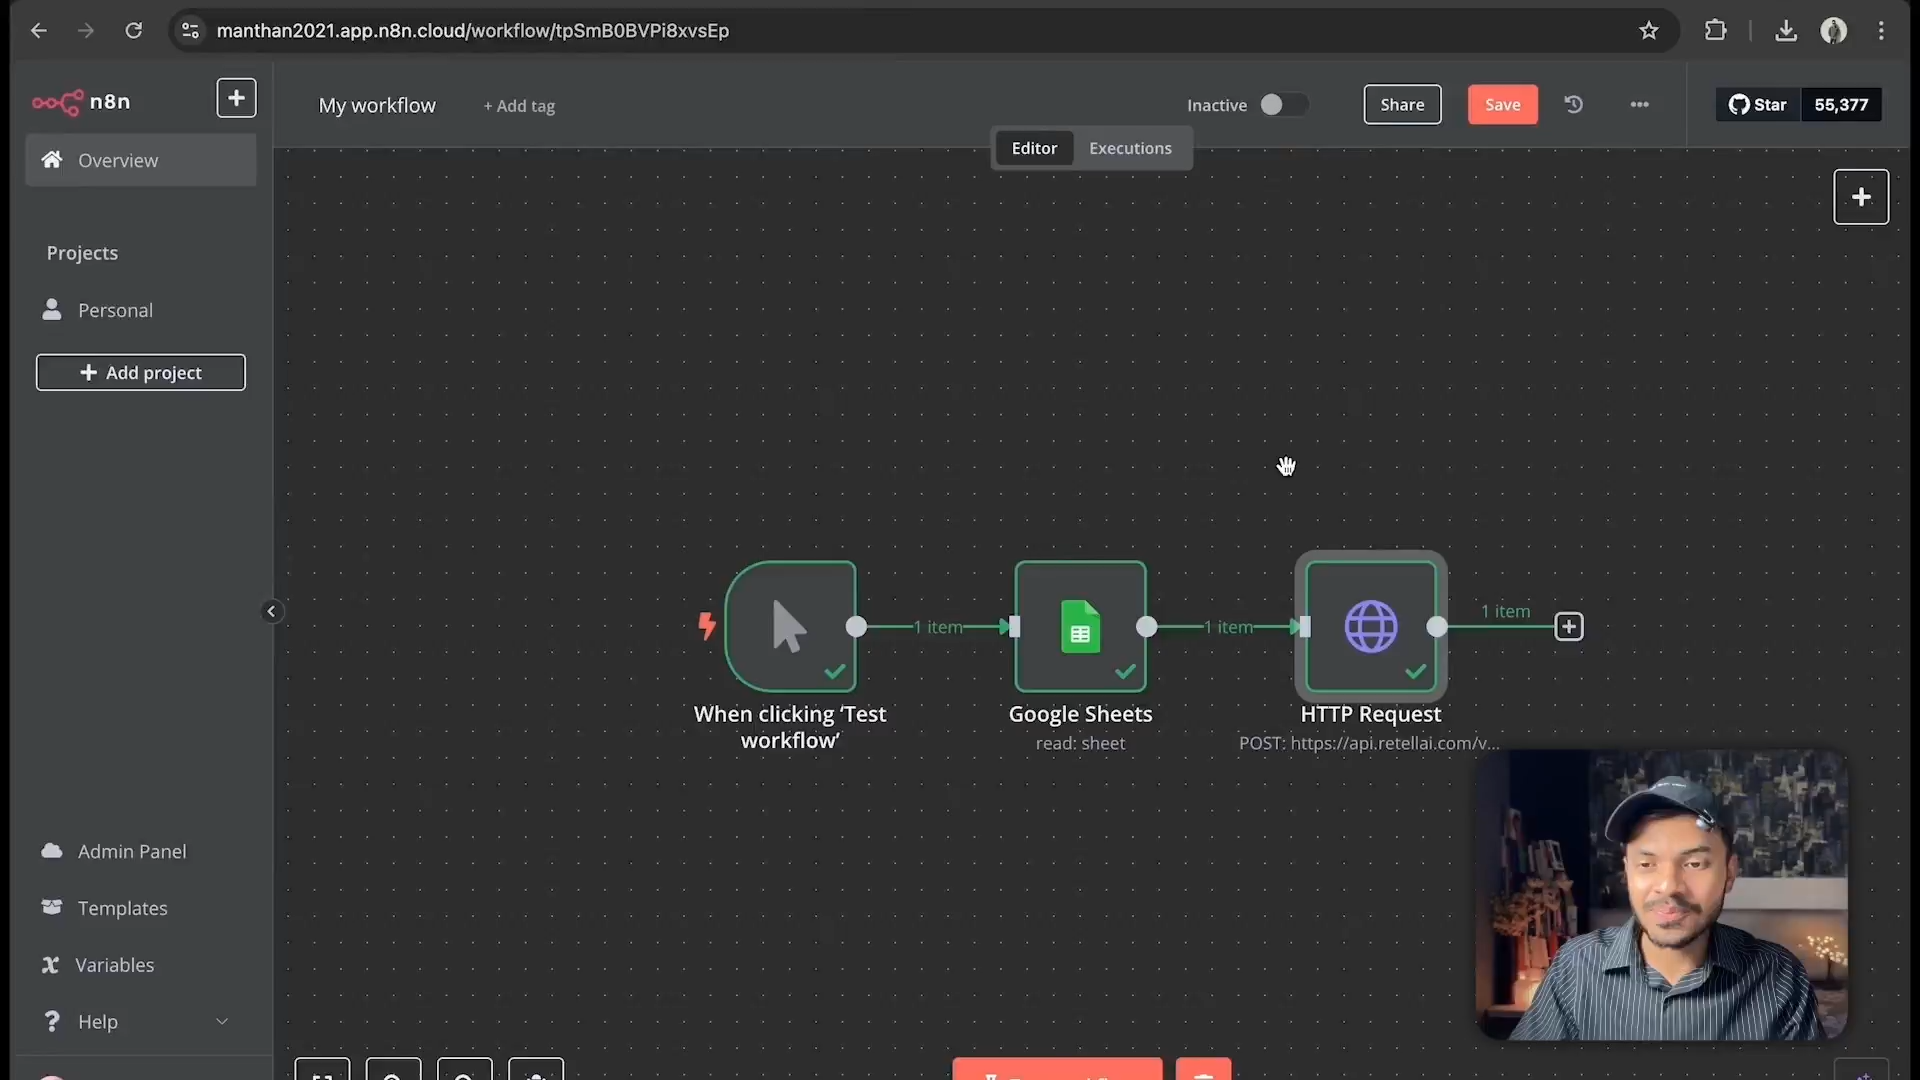 manthan2021.app.n8n.cloud/workflow/tpSmB0BVPi8xvsEp
n8n
My workflow
+ Add tag
Inactive
Share
Save
Star
55,377
Editor
Executions
Overview
Projects
Personal
Add project
1 item
1 item
1 item
When clicking ‘Test
workflow’
Google Sheets
read: sheet
HTTP Request
POST: https://api.retellai.com/v...
Admin Panel
Templates
Variables
Help